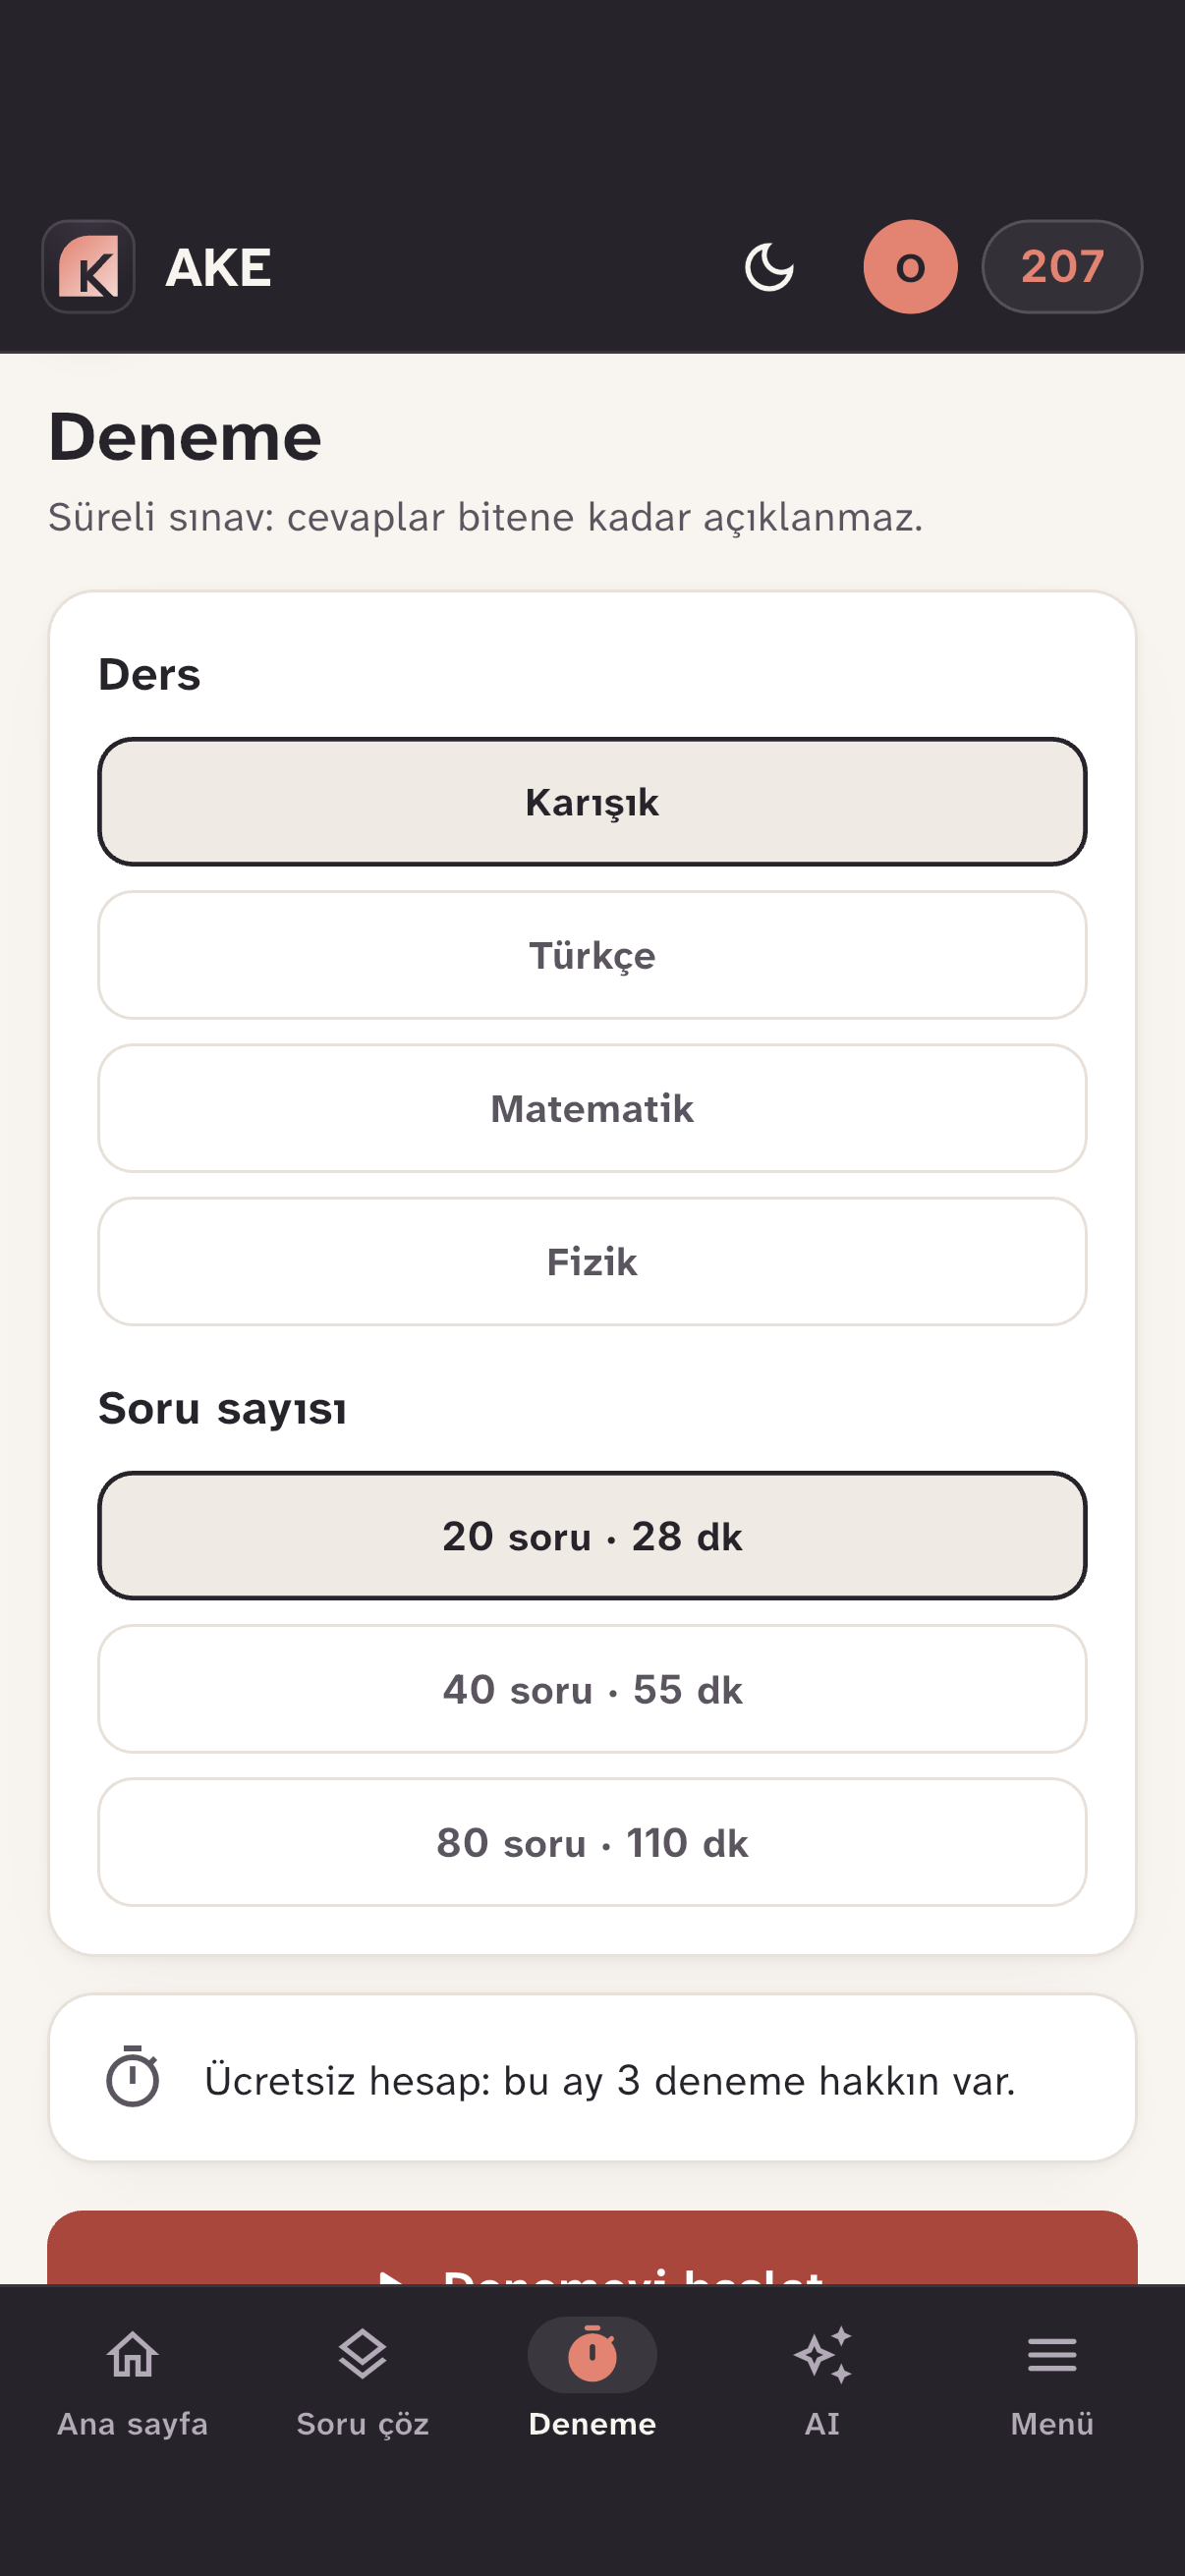 AKE
O
207
Deneme
Süreli sınav: cevaplar bitene kadar açıklanmaz.
Ders
Karışık
Türkçe
Matematik
Fizik
Soru sayısı
20 soru · 28 dk
40 soru · 55 dk
80 soru · 110 dk
Ücretsiz hesap: bu ay 3 deneme hakkın var.
Denemeyi başlat
Ana sayfa
Soru çöz
Deneme
AI
Menü